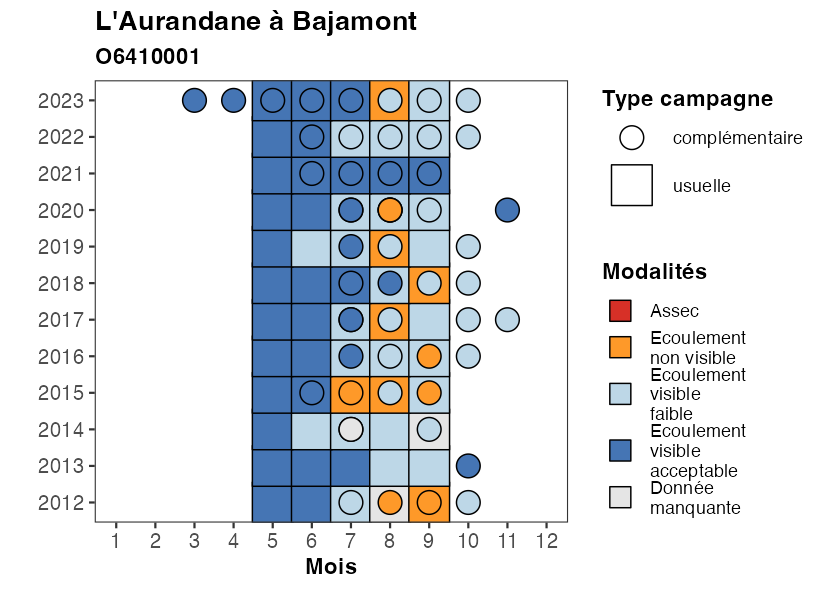 L'Aurandane à Bajamont
O6410001
2023
2022
2021
2020
2019
2018
2017
2016
2015
2014
2013
2012
1 2 3 4 5 6 7 8 9 10 11 12
Mois
Type campagne
complémentaire
usuelle
Modalités
Assec
Ecoulement
non visible
Ecoulement
visible
faible
Ecoulement
visible
acceptable
Donnée
manquante